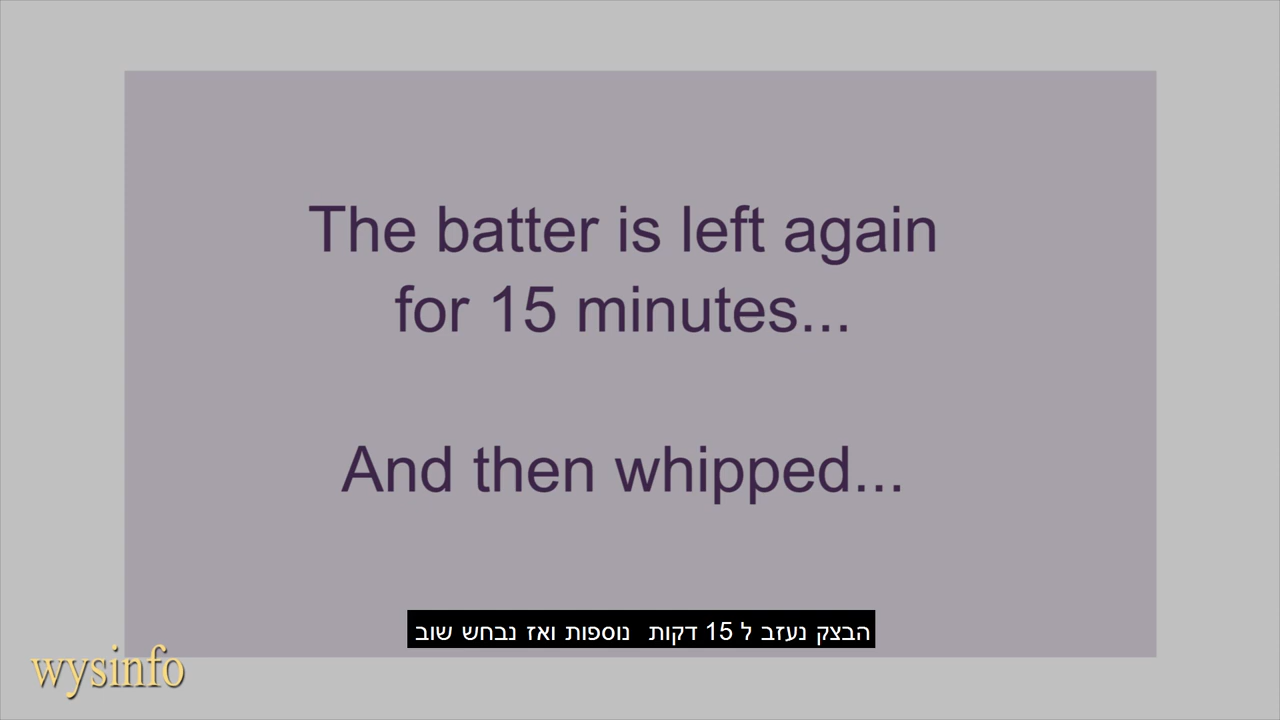 The batter is left again
for 15 minutes...
And then whipped...
הבצק נעזב ל 15 דקות  נוספות ואז נבחש שוב
wysinfo